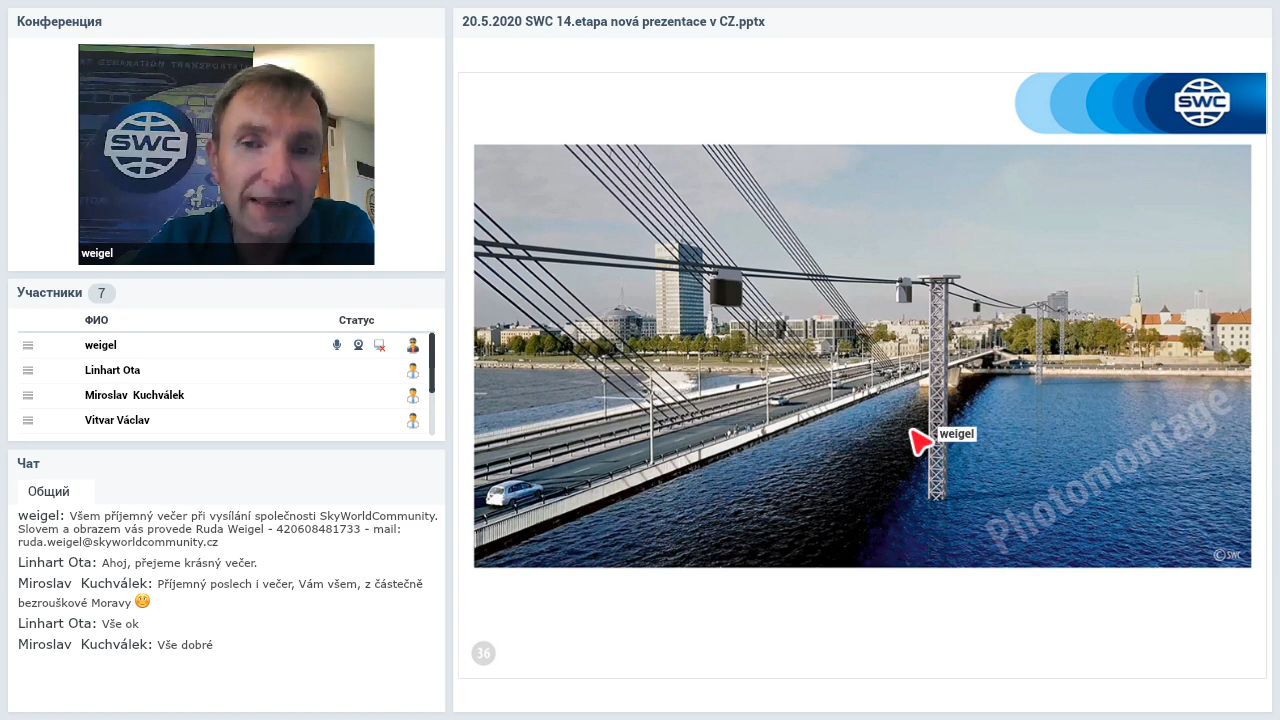 Конференция
AT GENERATION TRANSPORT
SWC
weigel
Участники 7
ФИО Статус
weigel
Linhart Ota
Miroslav Kuchválek
Vitvar Václav
Чат
Общий
weigel: Všem příjemný večer při vysílání společnosti SkyWorldCommunity.
Slovem a obrazem vás provede Ruda Weigel - 420608481733 - mail:
ruda.weigel@skyworldcommunity.cz
Linhart Ota: Ahoj, přejeme krásný večer.
Miroslav Kuchválek: Příjemný poslech i večer, Vám všem, z částečně
bezrouškové Moravy
Linhart Ota: Vše ok
Miroslav Kuchválek: Vše dobré
20.5.2020 SWC 14.etapa nová prezentace v CZ.pptx
SWC
weigel
Photomontage
© SWC
36